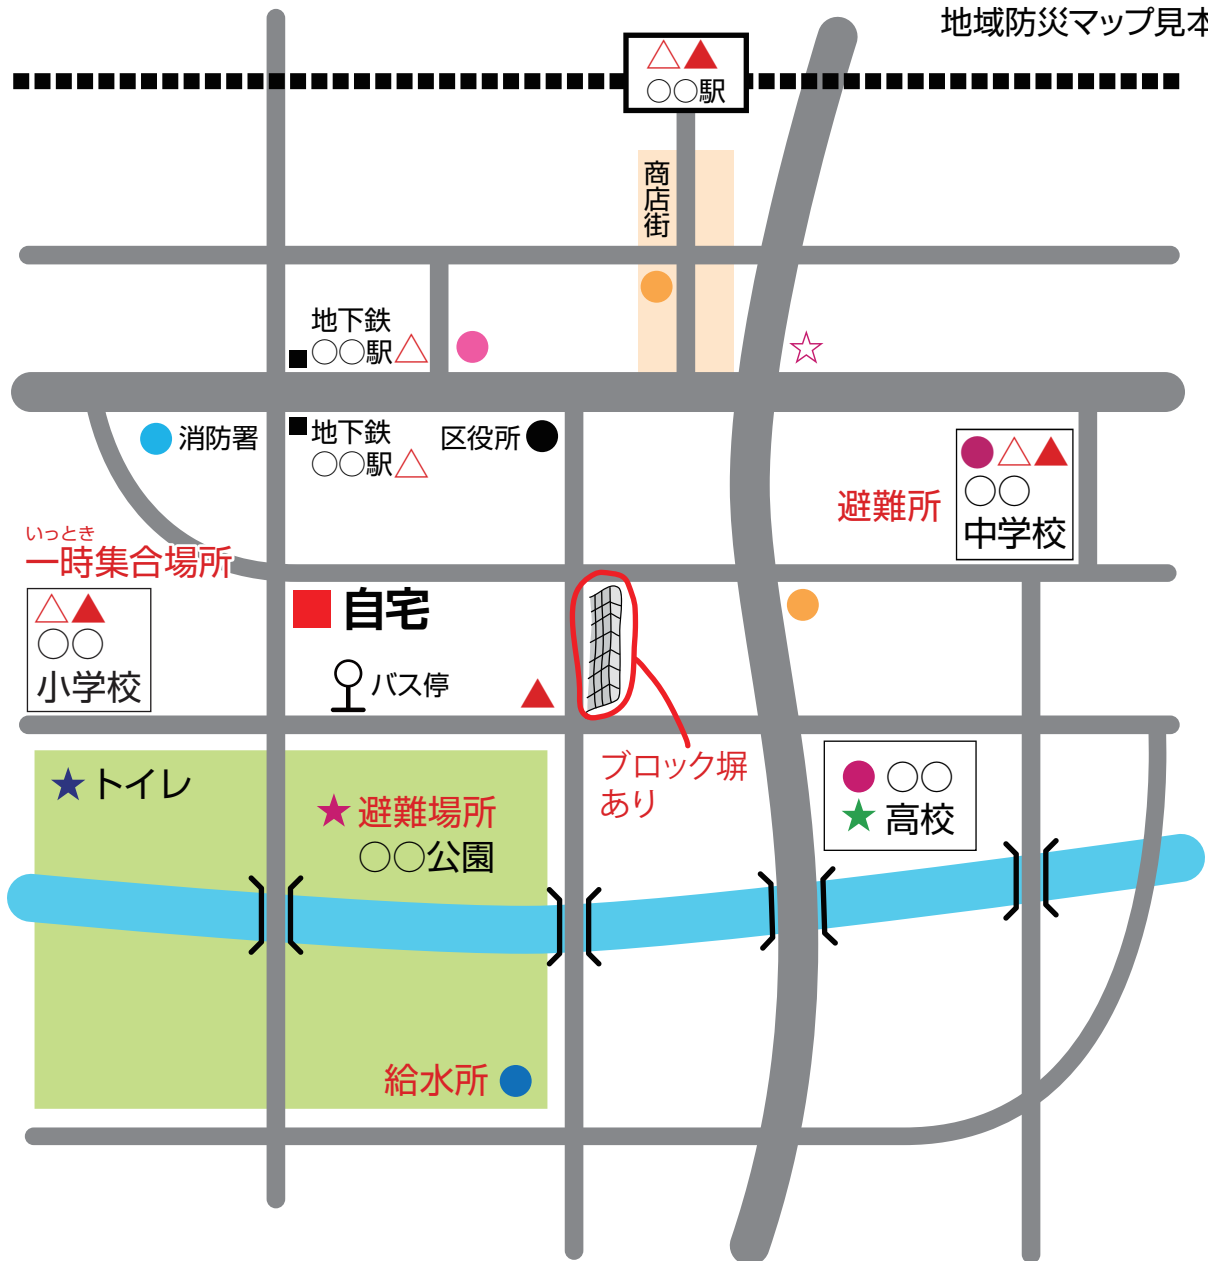 地域防災マップ見本
○○駅
商店街
地下鉄
○○駅
消防署
地下鉄
○○駅
区役所
避難所
○○
中学校
いっとき
一時集合場所
○○
小学校
自宅
バス停
ブロック塀
あり
トイレ
避難場所
○○公園
○○
高校
給水所